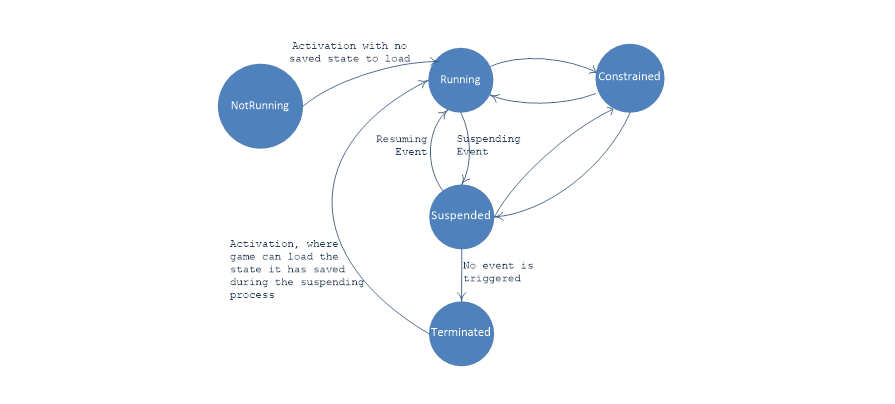 Activation with no
saved state to load
Running
Constrained
NotRunning
Resuming
Event
Suspending
Event
Suspended
Activation, where
game can load the
state it has saved
during the suspending
process
No event is
triggered
Terminated